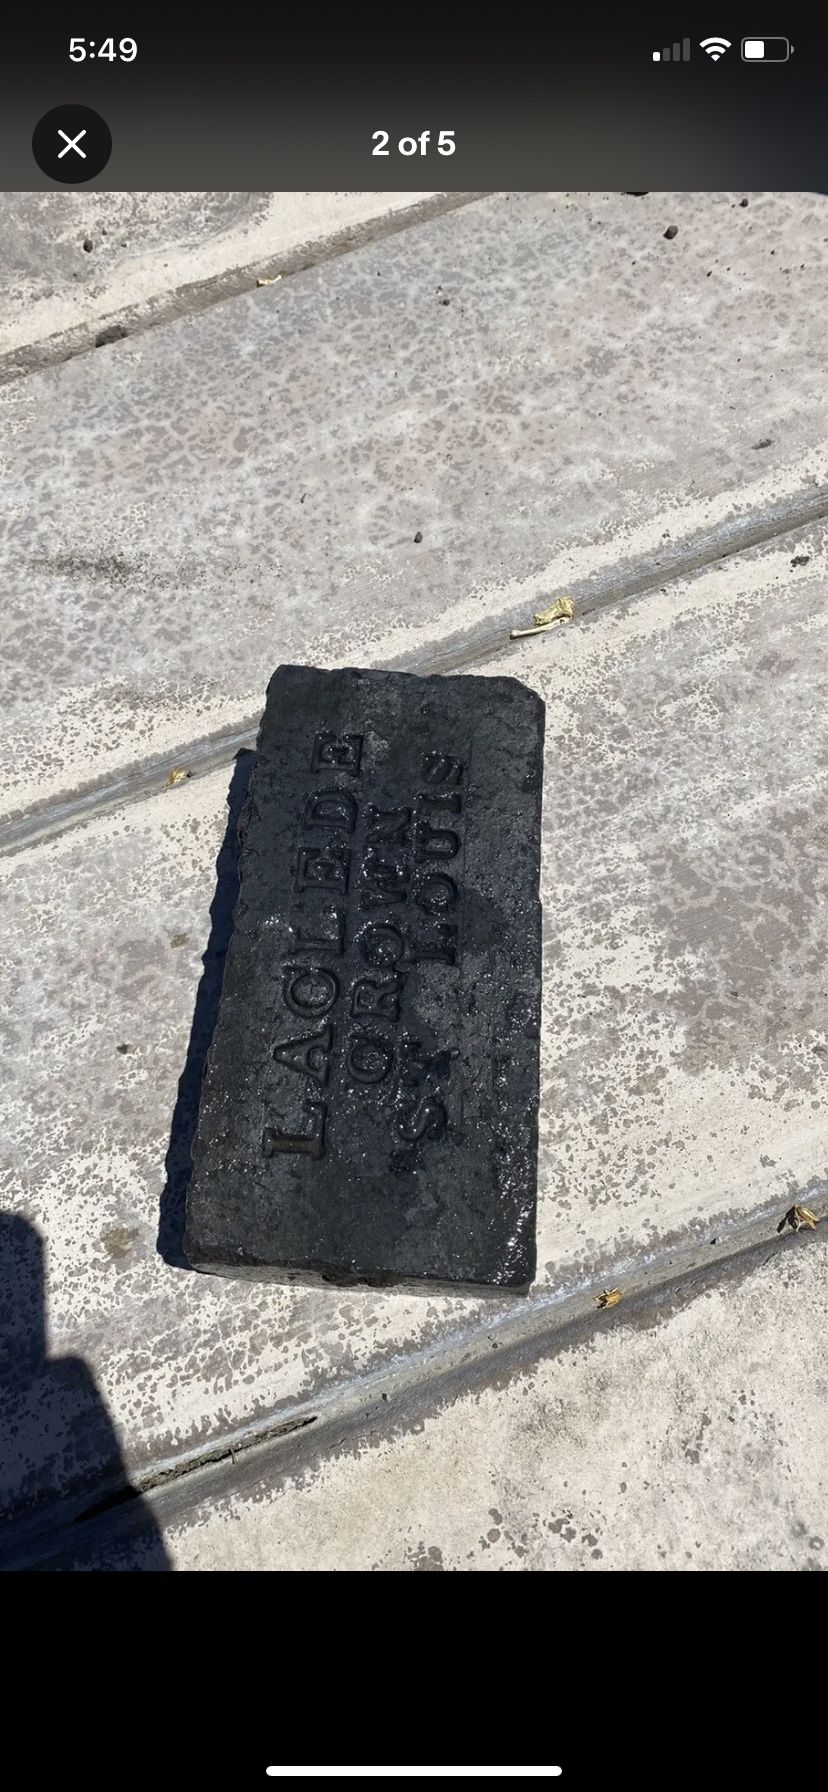 5:49
2 of 5
LACLEDE
CROWN
ST. LOUIS